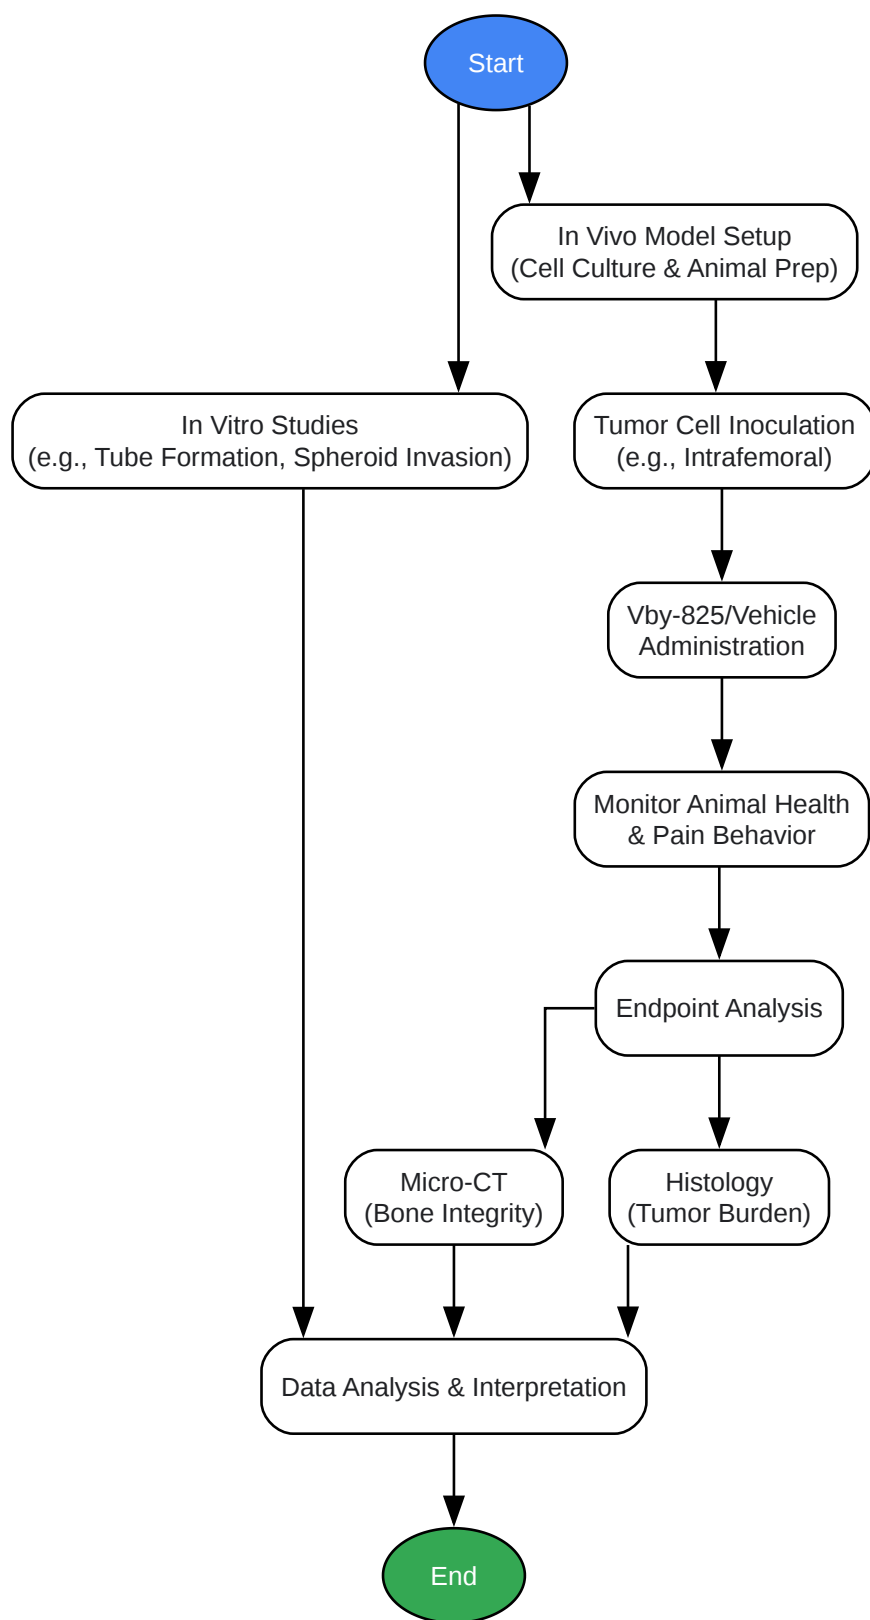 Start
In Vivo Model Setup
(Cell Culture & Animal Prep)
In Vitro Studies
(e.g., Tube Formation, Spheroid Invasion)
Tumor Cell Inoculation
(e.g., Intrafemoral)
Vby-825/Vehicle
Administration
Monitor Animal Health
& Pain Behavior
Endpoint Analysis
Micro-CT
(Bone Integrity)
Histology
(Tumor Burden)
Data Analysis & Interpretation
End